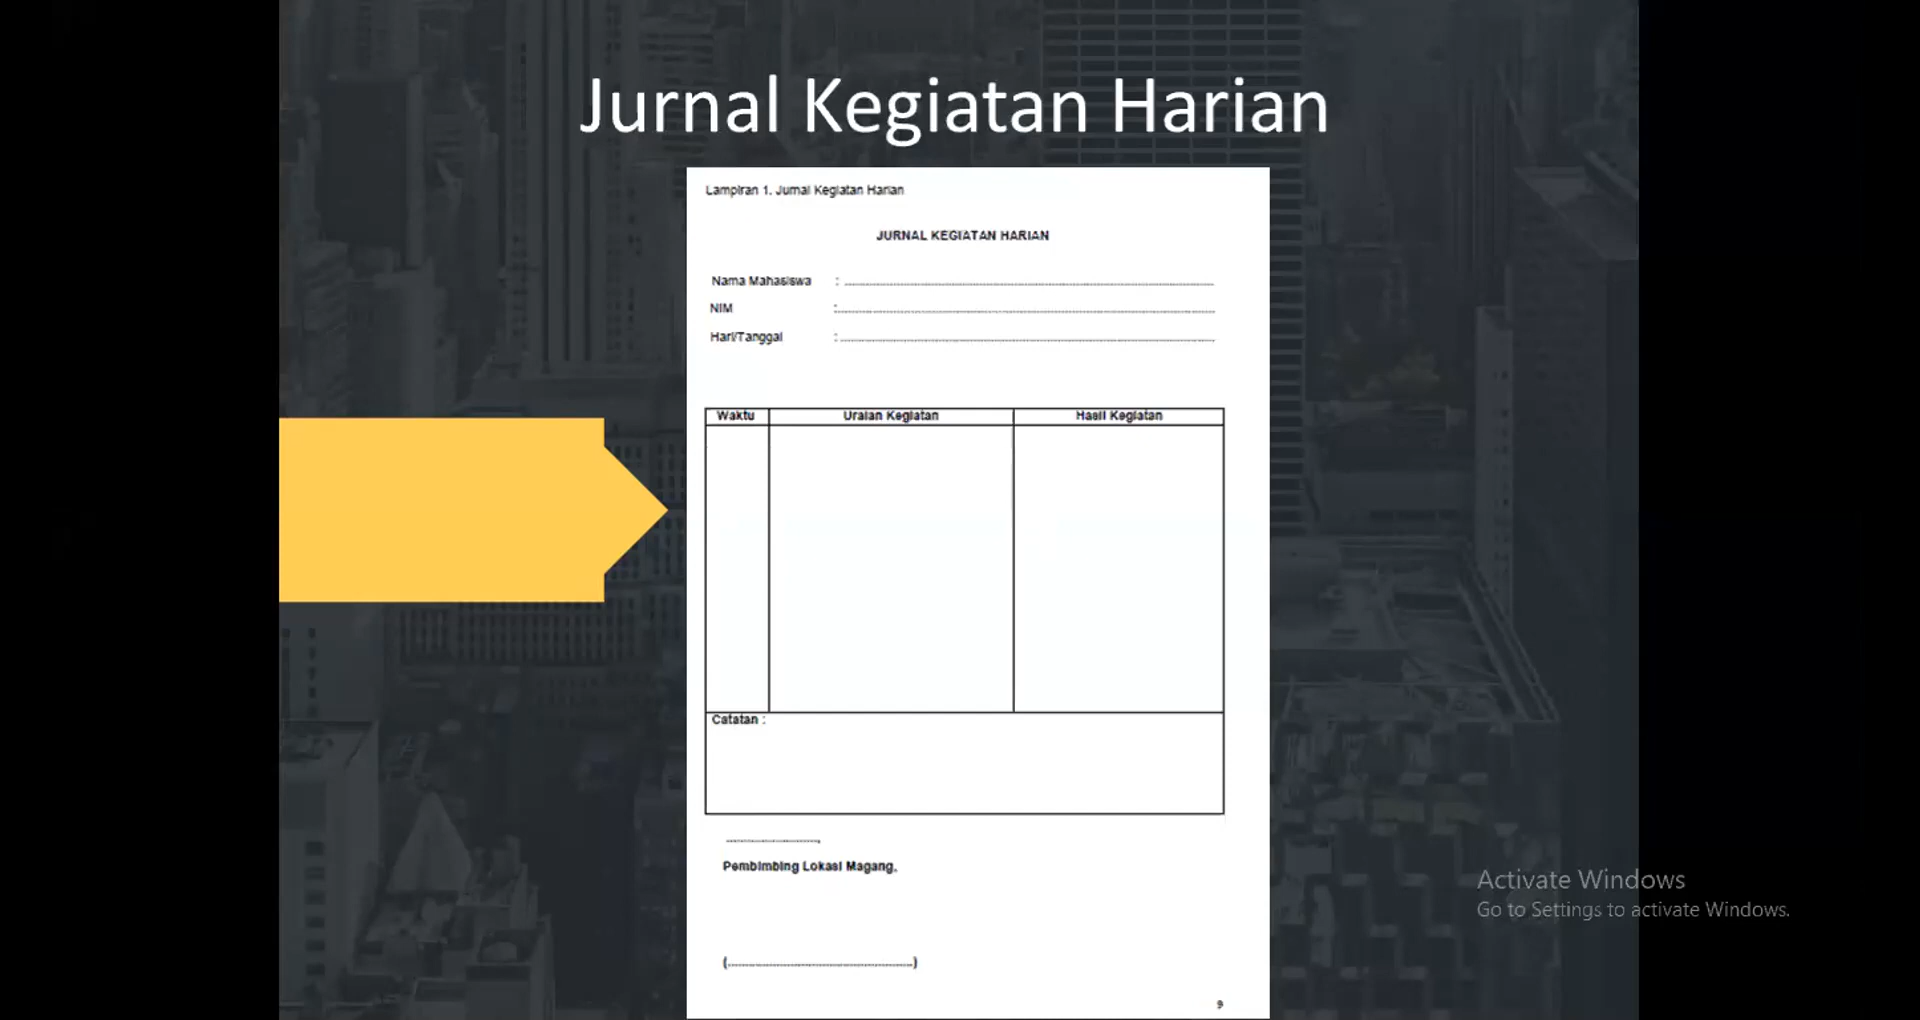 Jurnal Kegiatan Harian
Lampiran 1. Jurnal Kegiatan Harian
JURNAL KEGIATAN HARIAN
Nama Mahasiswa : ..........................................................
NIM :..........................................................
Hari/Tanggal : ..........................................................
Waktu Uraian Kegiatan Hasil Kegiatan
Catatan :
........................,
Pembimbing Lokasi Magang,
(................................................)
9
Activate Windows
Go to Settings to activate Windows.